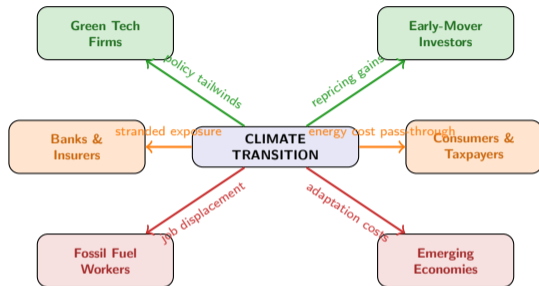 Green Tech
Firms
Early-Mover
Investors
policy tailwinds
repricing gains
Banks &
Insurers
stranded exposure
CLIMATE
TRANSITION
energy cost pass-through
Consumers &
Taxpayers
job displacement
adaptation costs
Fossil Fuel
Workers
Emerging
Economies